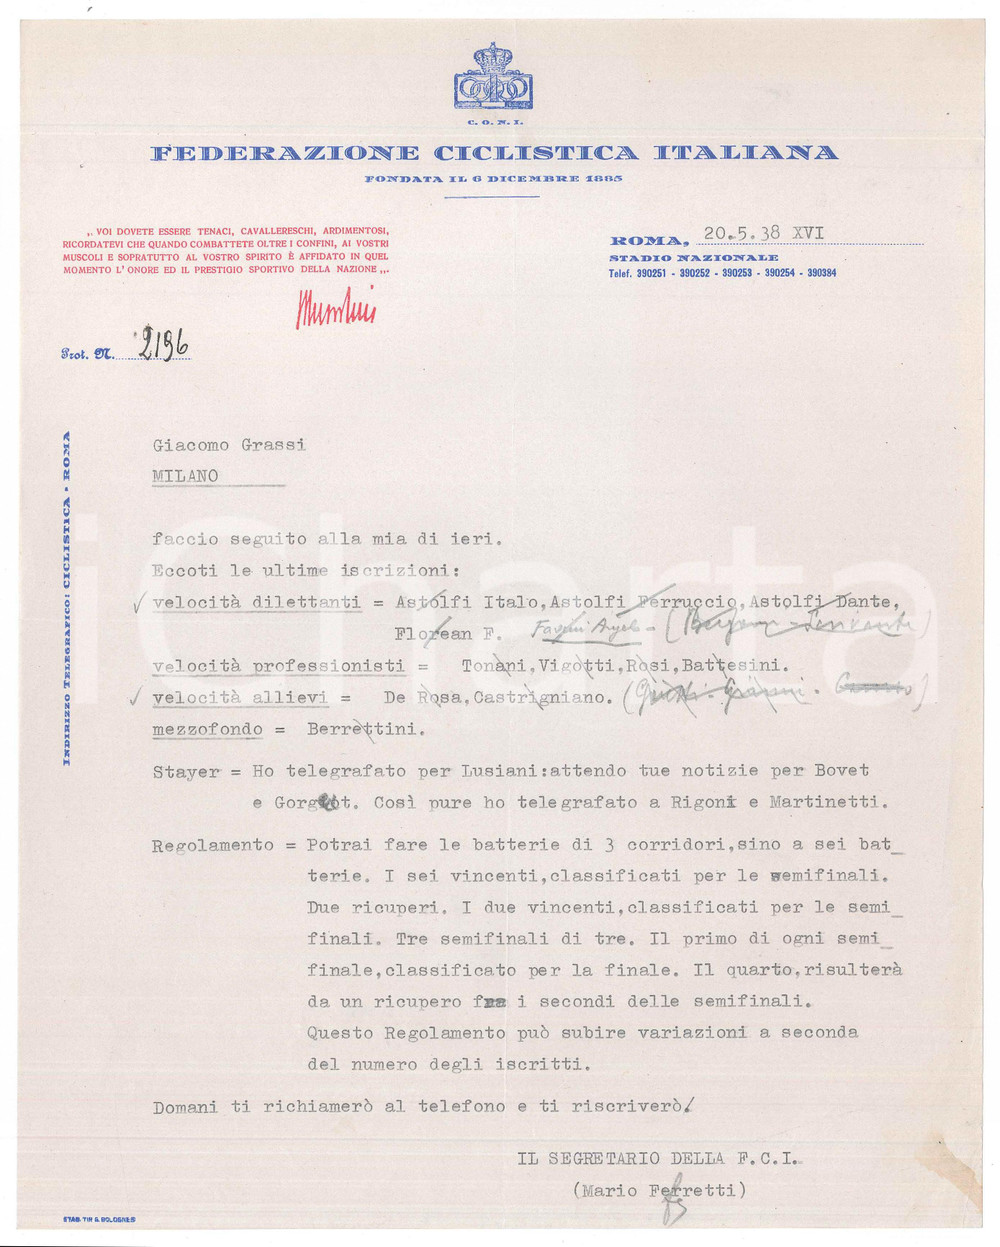 C. O. N. I.
FEDERAZIONE CICLISTICA ITALIANA
FONDATA IL 6 DICEMBRE 1885
„ VOI DOVETE ESSERE TENACI, CAVALLERESCHI, ARDIMENTOSI,
RICORDATEVI CHE QUANDO COMBATTETE OLTRE I CONFINI, AI VOSTRI
MUSCOLI E SOPRATUTTO AL VOSTRO SPIRITO È AFFIDATO IN QUEL
MOMENTO L'ONORE ED IL PRESTIGIO SPORTIVO DELLA NAZIONE „.
Mussolini
ROMA, 20.5.38 XVI
STADIO NAZIONALE
Telef. 390251 - 390252 - 390253 - 390254 - 390384
Prot. N. 2196
INDIRIZZO TELEGRAFICO: CICLISTICA - ROMA
Giacomo Grassi
MILANO
faccio seguito alla mia di ieri.
Eccoti le ultime iscrizioni:
velocità dilettanti = Astolfi Italo,Astolfi Ferruccio,Astolfi Dante,
Florean F.
velocità professionisti = Tonani,Vigotti,Rosi,Battesini.
velocità allievi = De Rosa,Castrigniano.
mezzofondo = Berrettini.
Stayer = Ho telegrafato per Lusiani:attendo tue notizie per Bovet
e Così pure ho telegrafato a Rigoni e Martinetti.
Regolamento = Potrai fare le batterie di 3 corridori,sino a sei bat_
terie. I sei vincenti,classificati per le semifinali.
Due ricuperi. I due vincenti,classificati per le semi_
finali. Tre semifinali di tre. Il primo di ogni semi_
finale,classificato per la finale. Il quarto,risulterà
da un ricupero fra i secondi delle semifinali.
Questo Regolamento può subire variazioni a seconda
del numero degli iscritti.
Domani ti richiamerò al telefono e ti riscriverò!
IL SEGRETARIO DELLA F.C.I.
(Mario Ferretti)
STAB. TIP. G. BOLOGNESI
iCharta